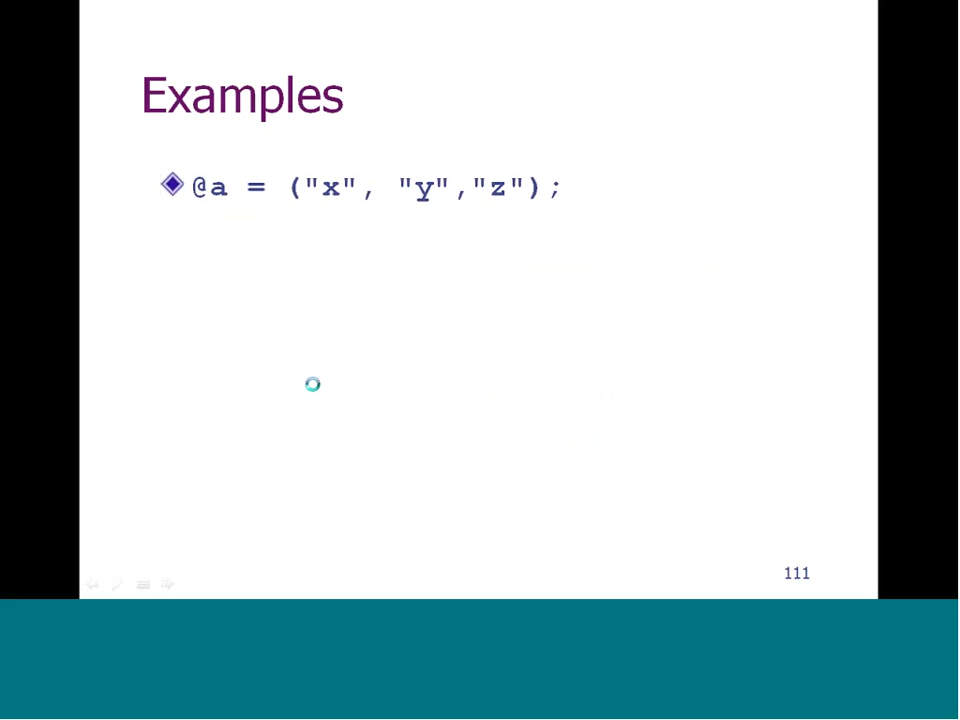 Examples
@a = ("x", "y","z");
111